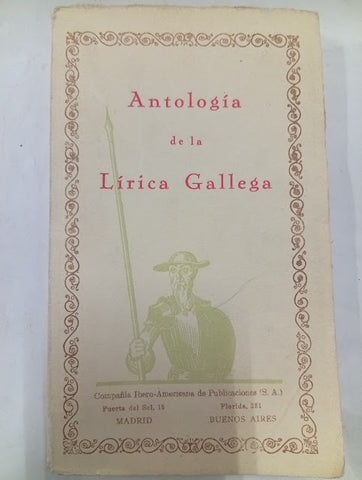 Antología
de la
Lírica Gallega
Compañía Ibero-Americana de Publicaciones (S. A.)
Puerta del Sol, 15 Florida, 251
MADRID BUENOS AIRES